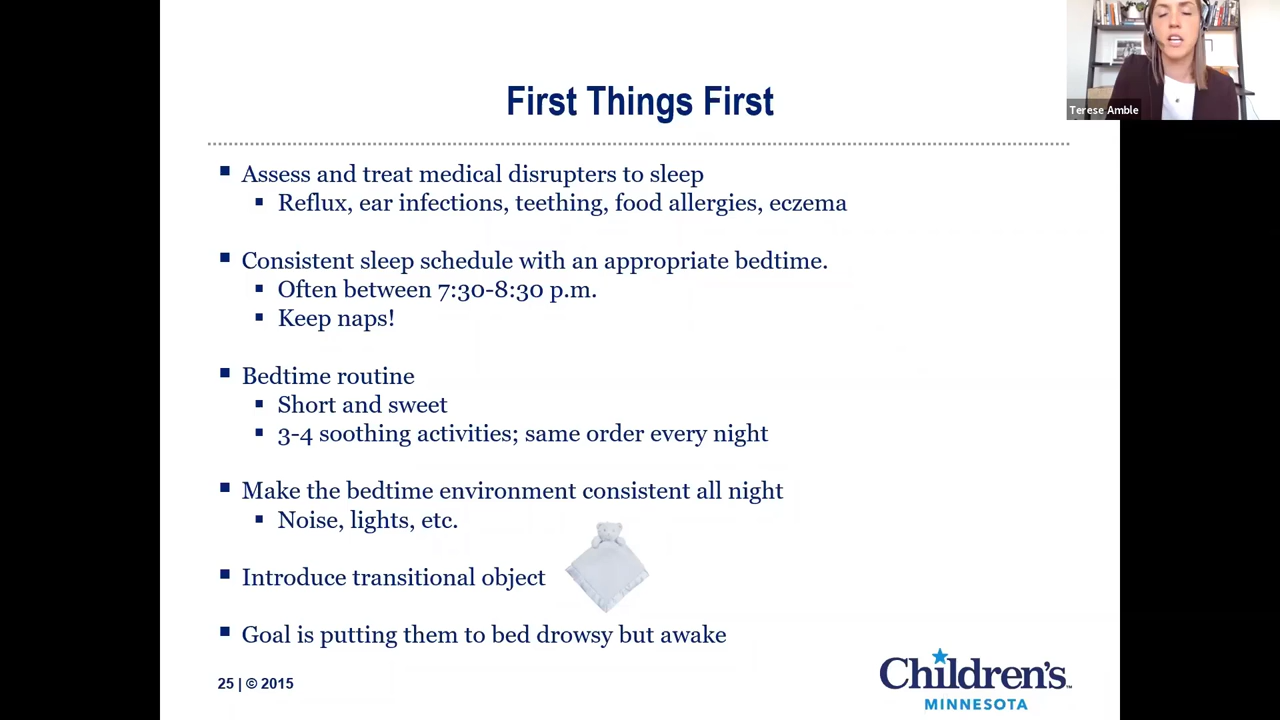 Terese Amble
First Things First
Assess and treat medical disrupters to sleep
Reflux, ear infections, teething, food allergies, eczema
Consistent sleep schedule with an appropriate bedtime.
Often between 7:30-8:30 p.m.
Keep naps!
Bedtime routine
Short and sweet
3-4 soothing activities; same order every night
Make the bedtime environment consistent all night
Noise, lights, etc.
Introduce transitional object
Goal is putting them to bed drowsy but awake
25 | © 2015
Children's™
MINNESOTA